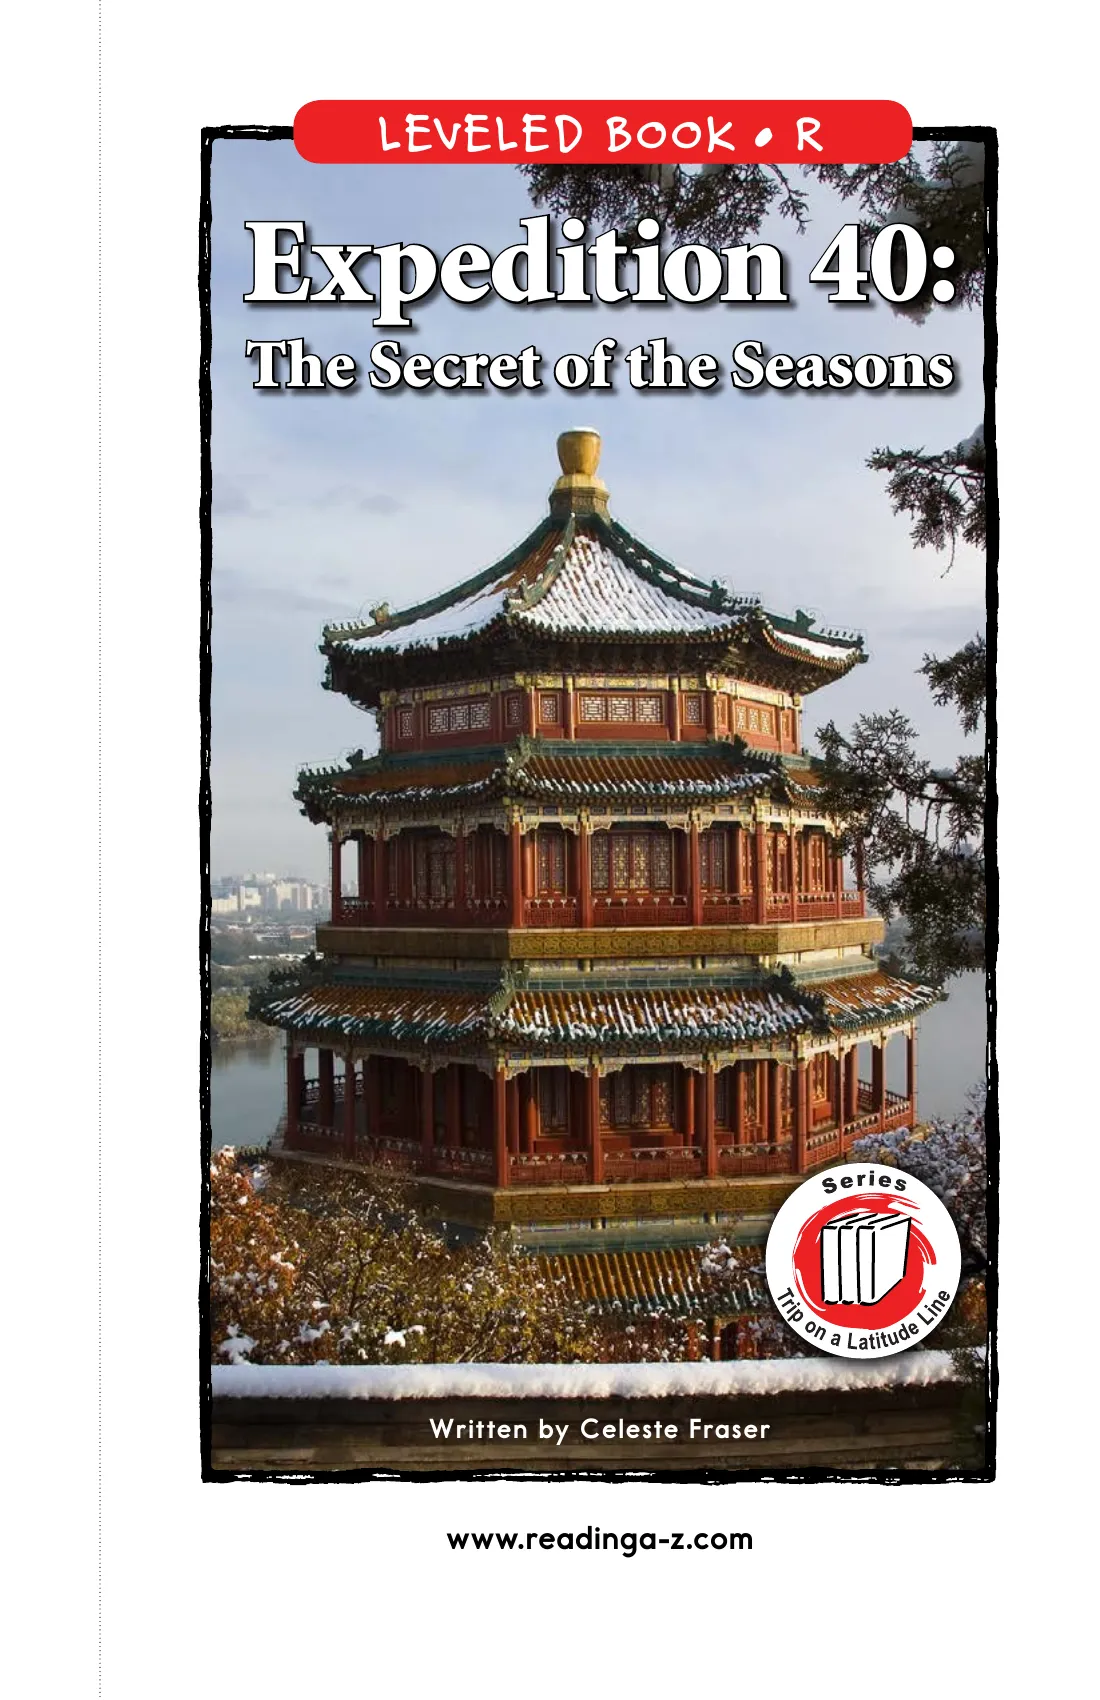 LEVELED BOOK • R
Expedition 40:
The Secret of the Seasons
Series
Trip on a Latitude Line
Written by Celeste Fraser
www.readinga-z.com